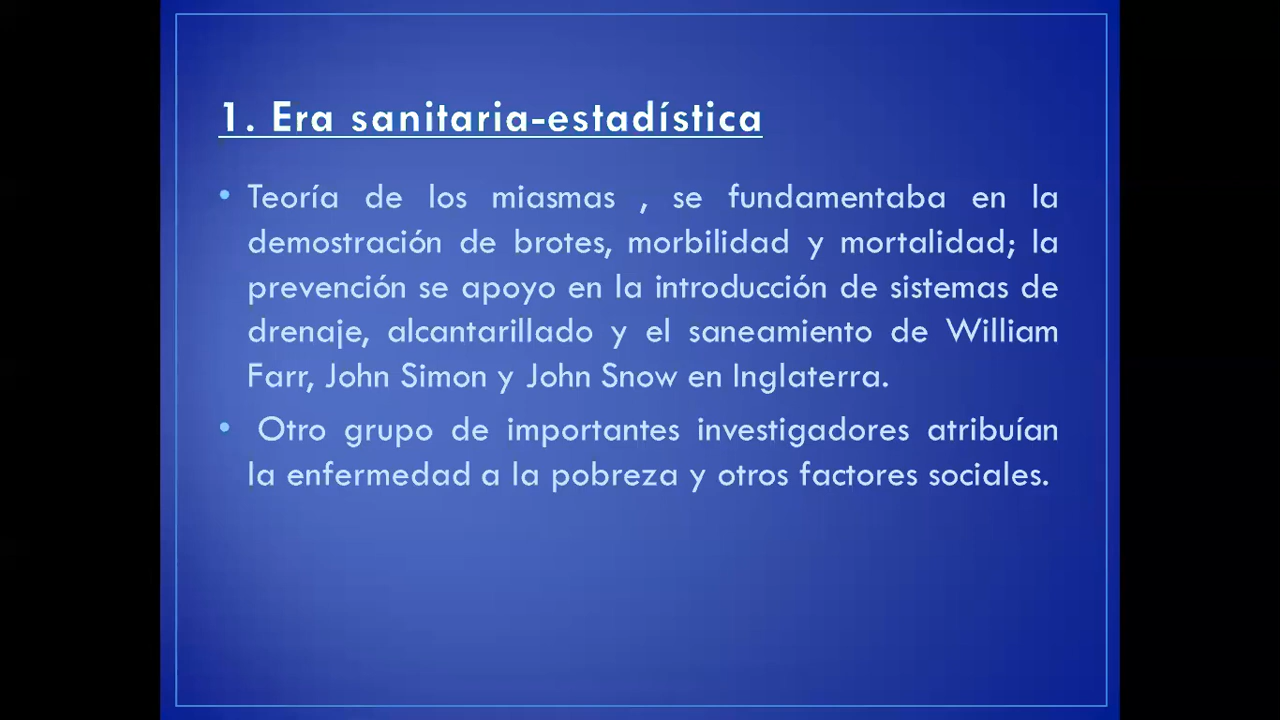 1. Era sanitaria-estadística
• Teoría de los miasmas , se fundamentaba en la
demostración de brotes, morbilidad y mortalidad; la
prevención se apoyo en la introducción de sistemas de
drenaje, alcantarillado y el saneamiento de William
Farr, John Simon y John Snow en Inglaterra.
• Otro grupo de importantes investigadores atribuían
la enfermedad a la pobreza y otros factores sociales.